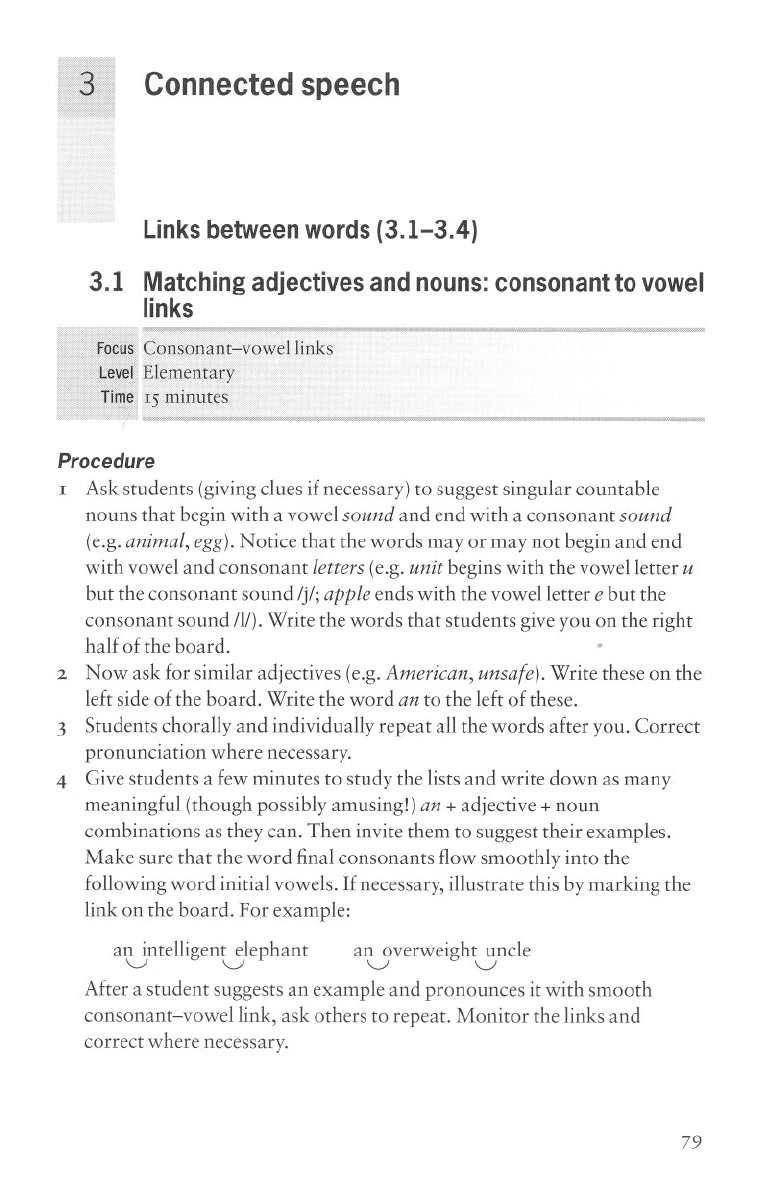 3 Connected speech
Links between words (3.1–3.4)
3.1 Matching adjectives and nouns: consonant to vowel
links
Focus Consonant–vowel links
Level Elementary
Time 15 minutes
Procedure
1 Ask students (giving clues if necessary) to suggest singular countable
nouns that begin with a vowel sound and end with a consonant sound
(e.g. animal, egg). Notice that the words may or may not begin and end
with vowel and consonant letters (e.g. unit begins with the vowel letter u
but the consonant sound /j/; apple ends with the vowel letter e but the
consonant sound /l/). Write the words that students give you on the right
half of the board.
2 Now ask for similar adjectives (e.g. American, unsafe). Write these on the
left side of the board. Write the word an to the left of these.
3 Students chorally and individually repeat all the words after you. Correct
pronunciation where necessary.
4 Give students a few minutes to study the lists and write down as many
meaningful (though possibly amusing!) an + adjective + noun
combinations as they can. Then invite them to suggest their examples.
Make sure that the word final consonants flow smoothly into the
following word initial vowels. If necessary, illustrate this by marking the
link on the board. For example:
an intelligent elephant an overweight uncle
After a student suggests an example and pronounces it with smooth
consonant–vowel link, ask others to repeat. Monitor the links and
correct where necessary.
79